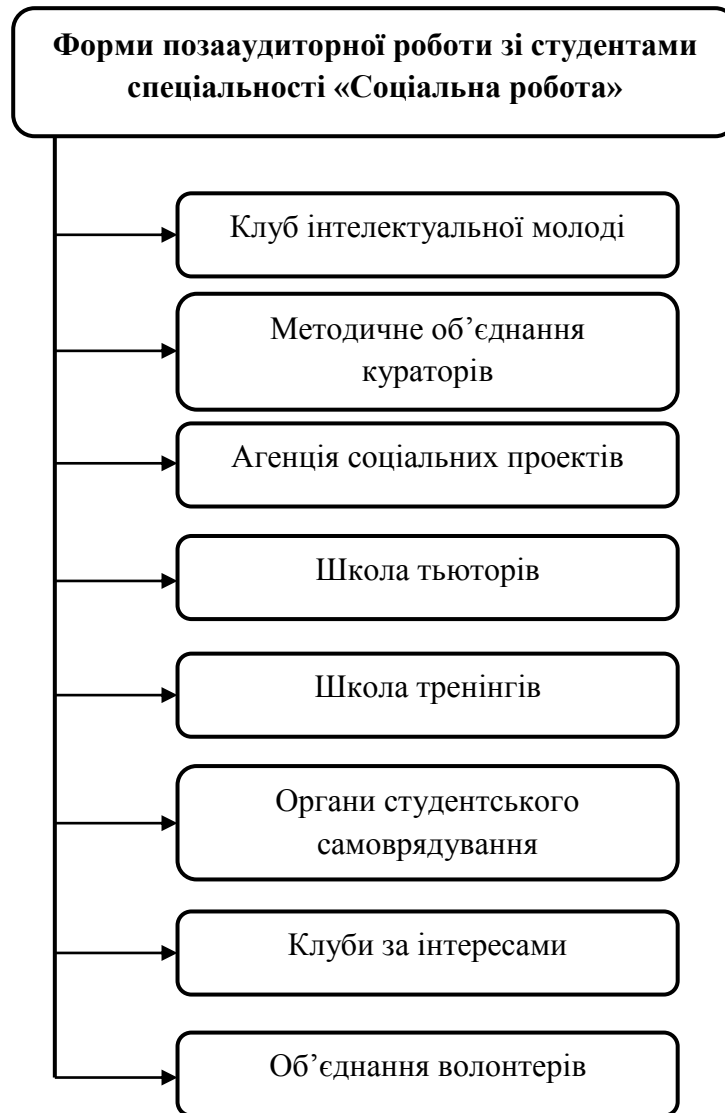 Форми позааудиторної роботи зі студентами
спеціальності «Соціальна робота»
Клуб інтелектуальної молоді
Методичне об’єднання
кураторів
Агенція соціальних проектів
Школа тьюторів
Школа тренінгів
Органи студентського
самоврядування
Клуби за інтересами
Об’єднання волонтерів